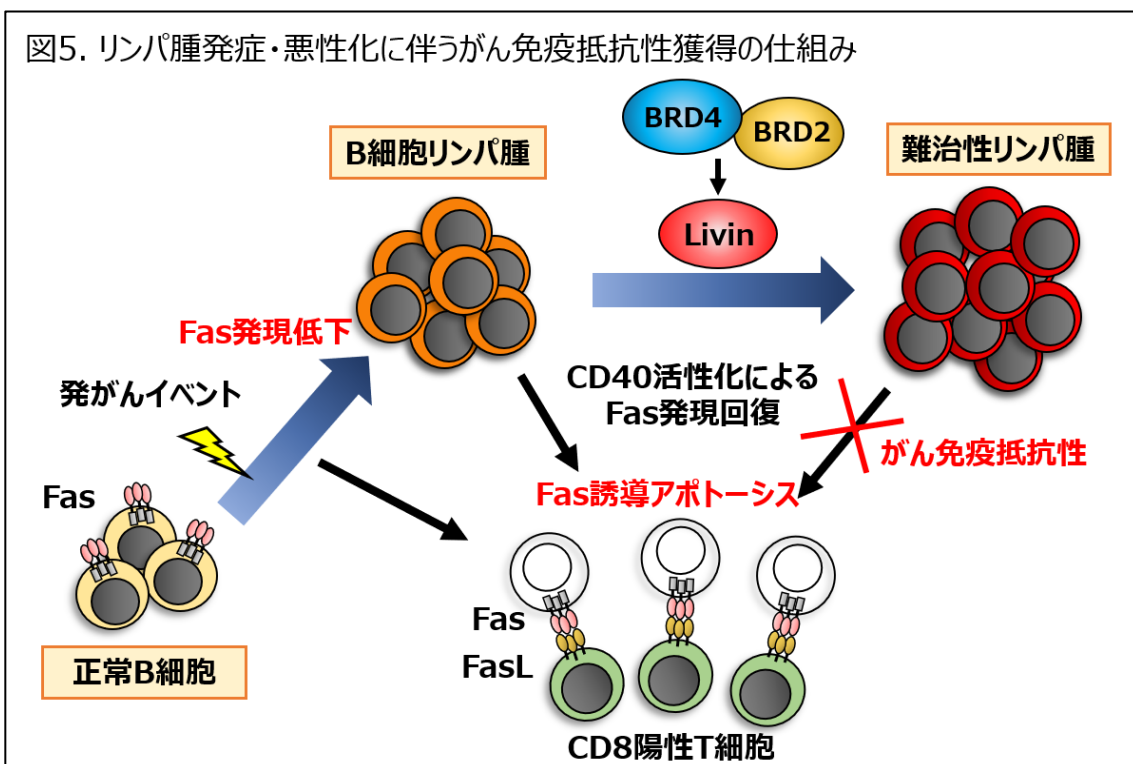 図5. リンパ腫発症・悪性化に伴うがん免疫抵抗性獲得の仕組み
BRD4
BRD2
B細胞リンパ腫
難治性リンパ腫
Livin
Fas発現低下
発がんイベント
CD40活性化による
Fas発現回復
がん免疫抵抗性
Fas
Fas誘導アポトーシス
Fas
FasL
正常B細胞
CD8陽性T細胞